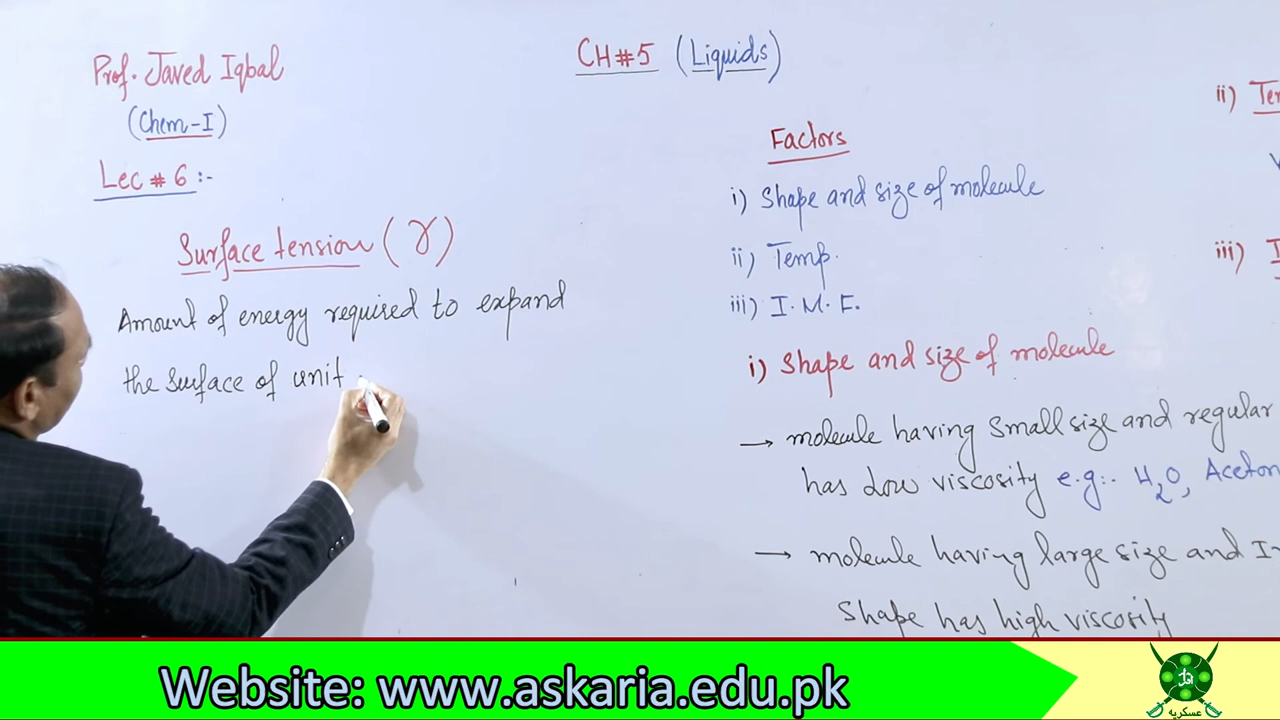 Prof. Javed Iqbal
(Chem-I)
Lec # 6:-
Surface tension (γ)
Amount of energy required to expand
the surface of unit
CH#5 (Liquids)
Factors
i) Shape and size of molecule
ii) Temp.
iii) I.M.F.
i) Shape and size of molecule
→ molecule having small size and regular
has Low viscosity e.g:- H₂O, Aceton
→ molecule having large size and I
Shape has high viscosity
ii) Te
iii) I
Website: www.askaria.edu.pk
عسكريه